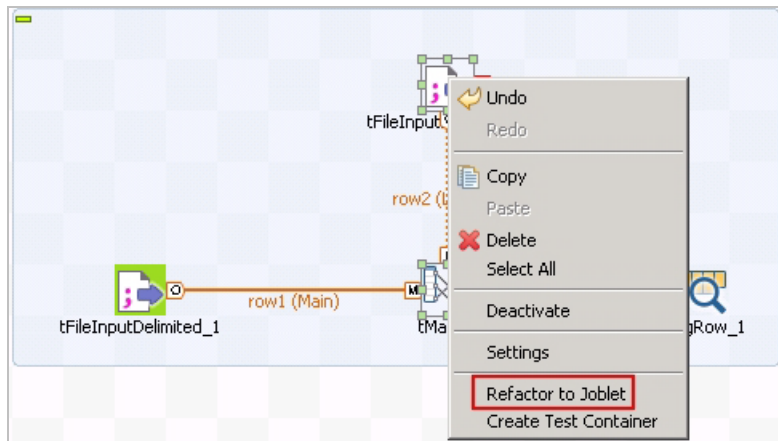 Undo
tFileInput
Redo
Copy
row2 (
Paste
Delete
Select All
row1 (Main)
Deactivate
tFileInputDelimited_1
tMa
gRow_1
Settings
Refactor to Joblet
Create Test Container